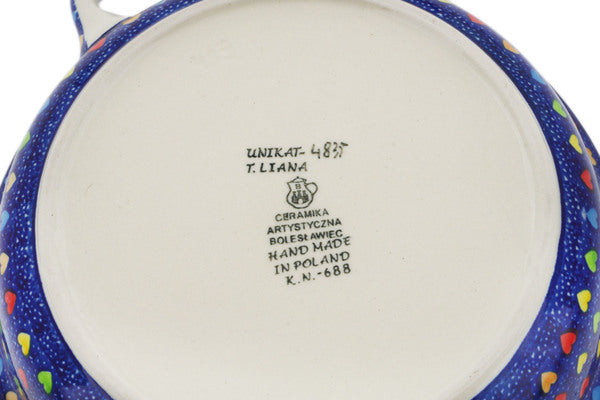 UNIKAT-4835
T. LIANA
B
CERAMIKA
ARTYSTYCZNA
BOLESŁAWIEC
HAND MADE
IN POLAND
K.N.-688